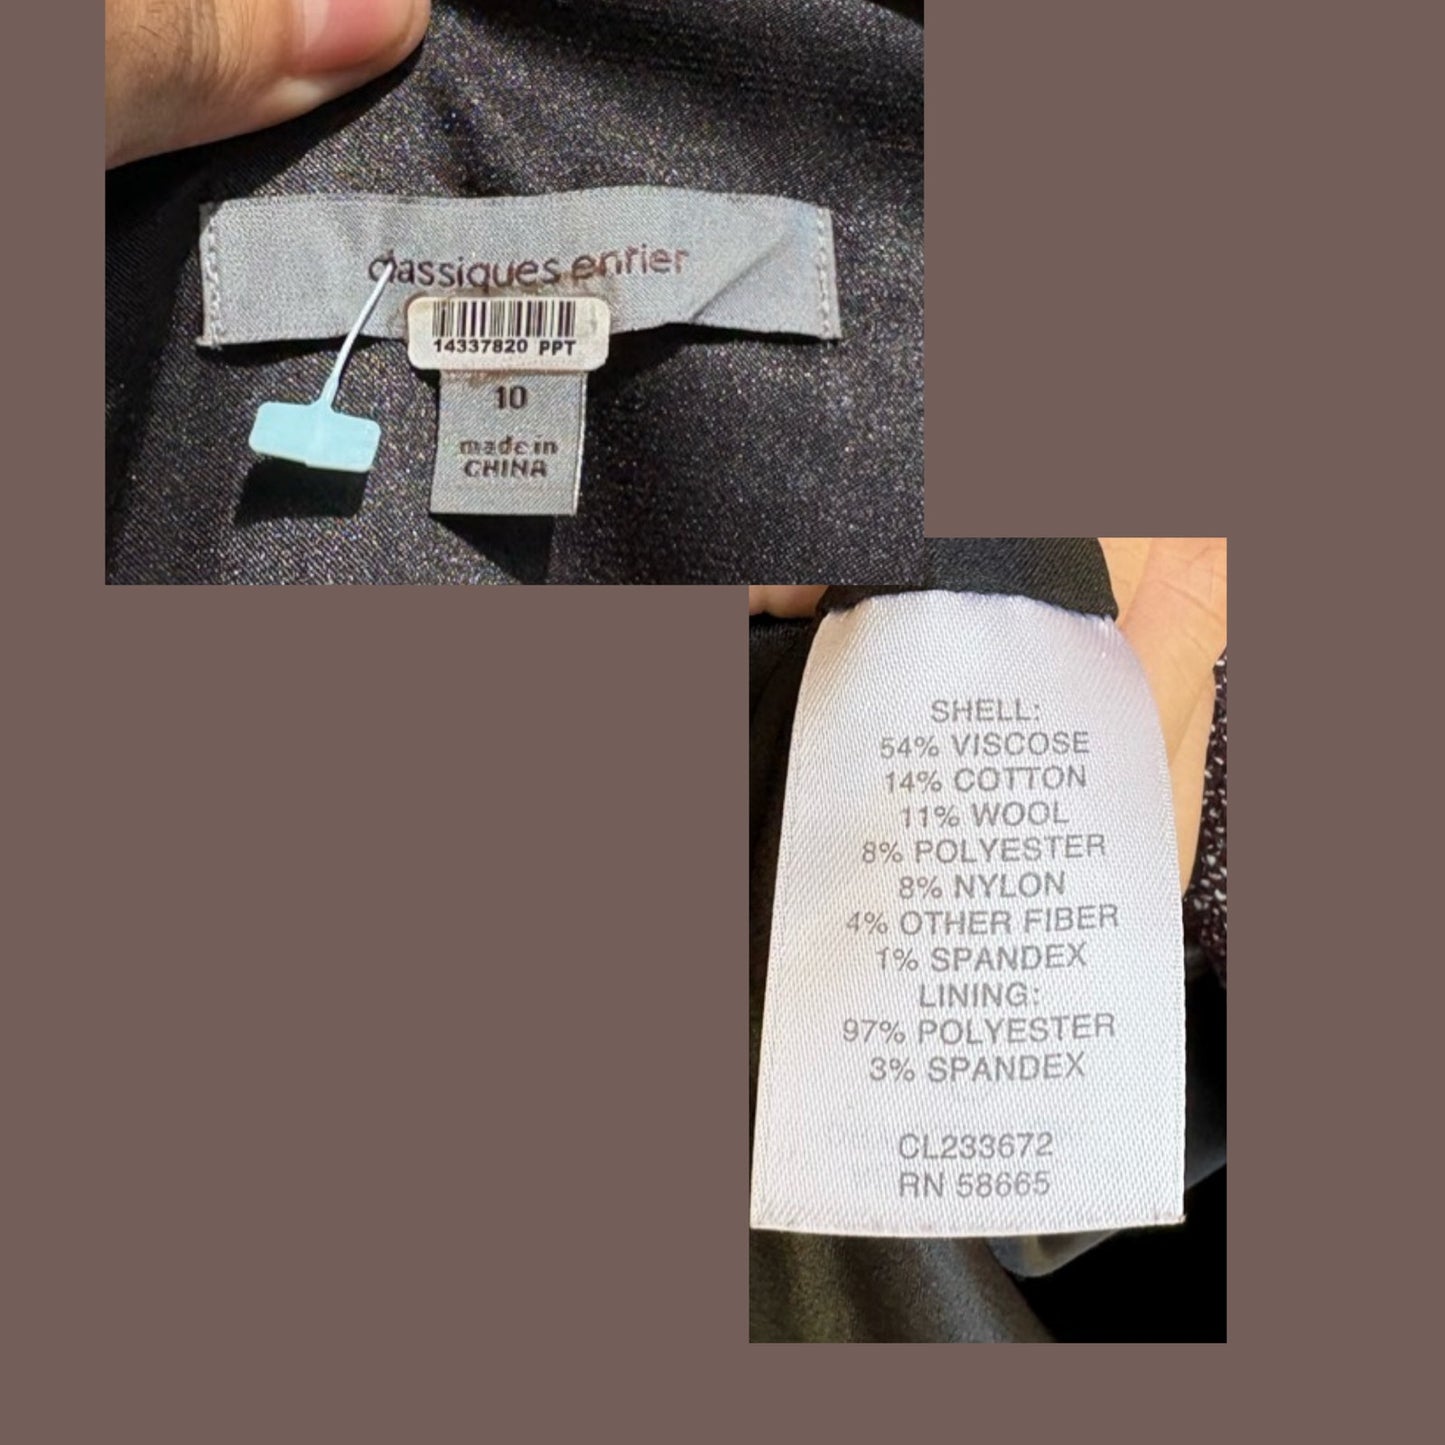 classiques entier
14337820 PPT
10
made in
CHINA
SHELL:
54% VISCOSE
14% COTTON
11% WOOL
8% POLYESTER
8% NYLON
4% OTHER FIBER
1% SPANDEX
LINING:
97% POLYESTER
3% SPANDEX
CL233672
RN 58665